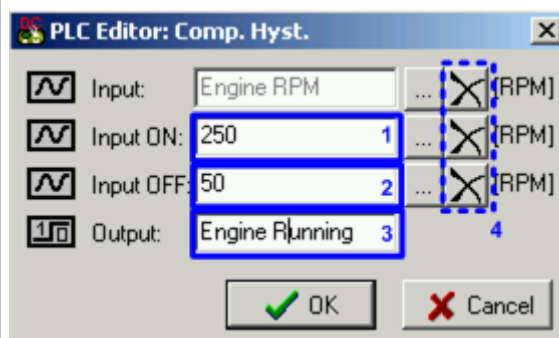 PLC Editor: Comp. Hyst.
Input: Engine RPM ... [RPM]
Input ON: 250 1 ... [RPM]
Input OFF: 50 2 ... [RPM]
Output: Engine Running 3 4
OK Cancel